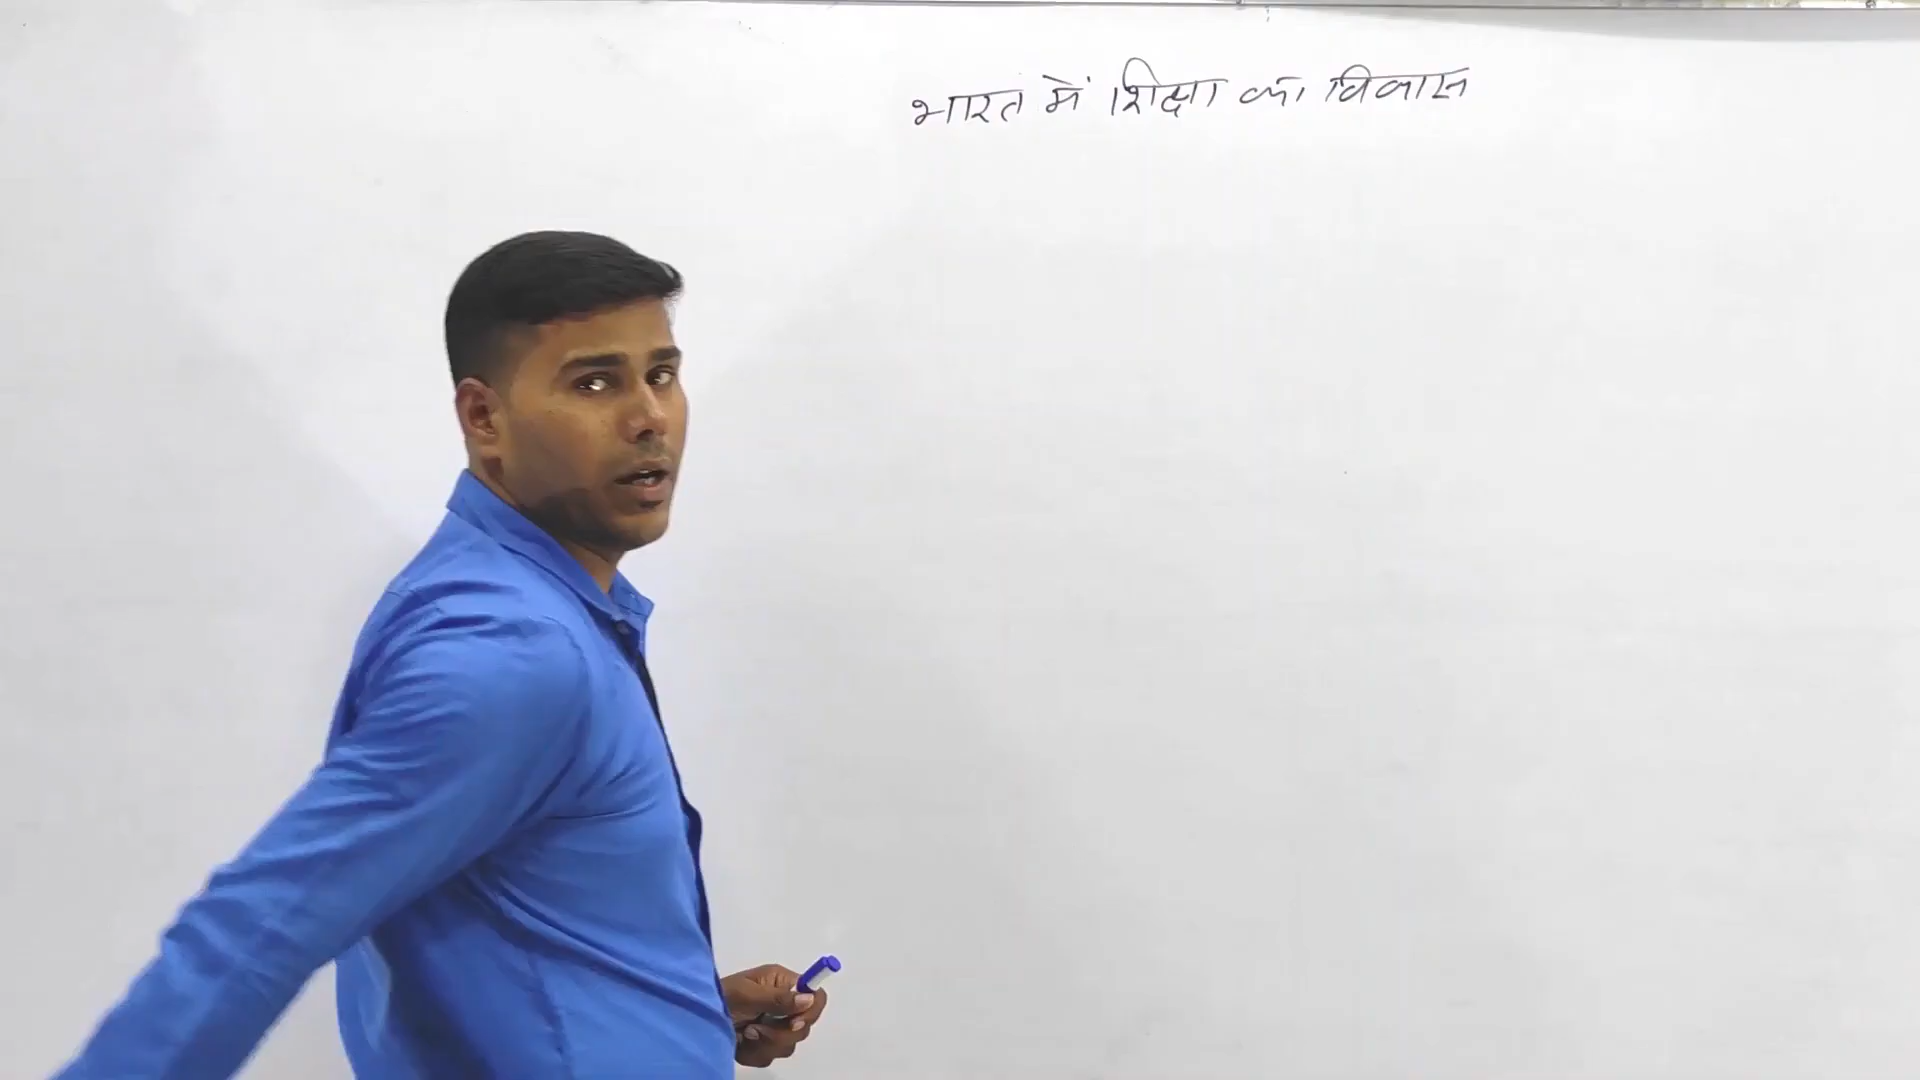 भारत में शिक्षा का विकास